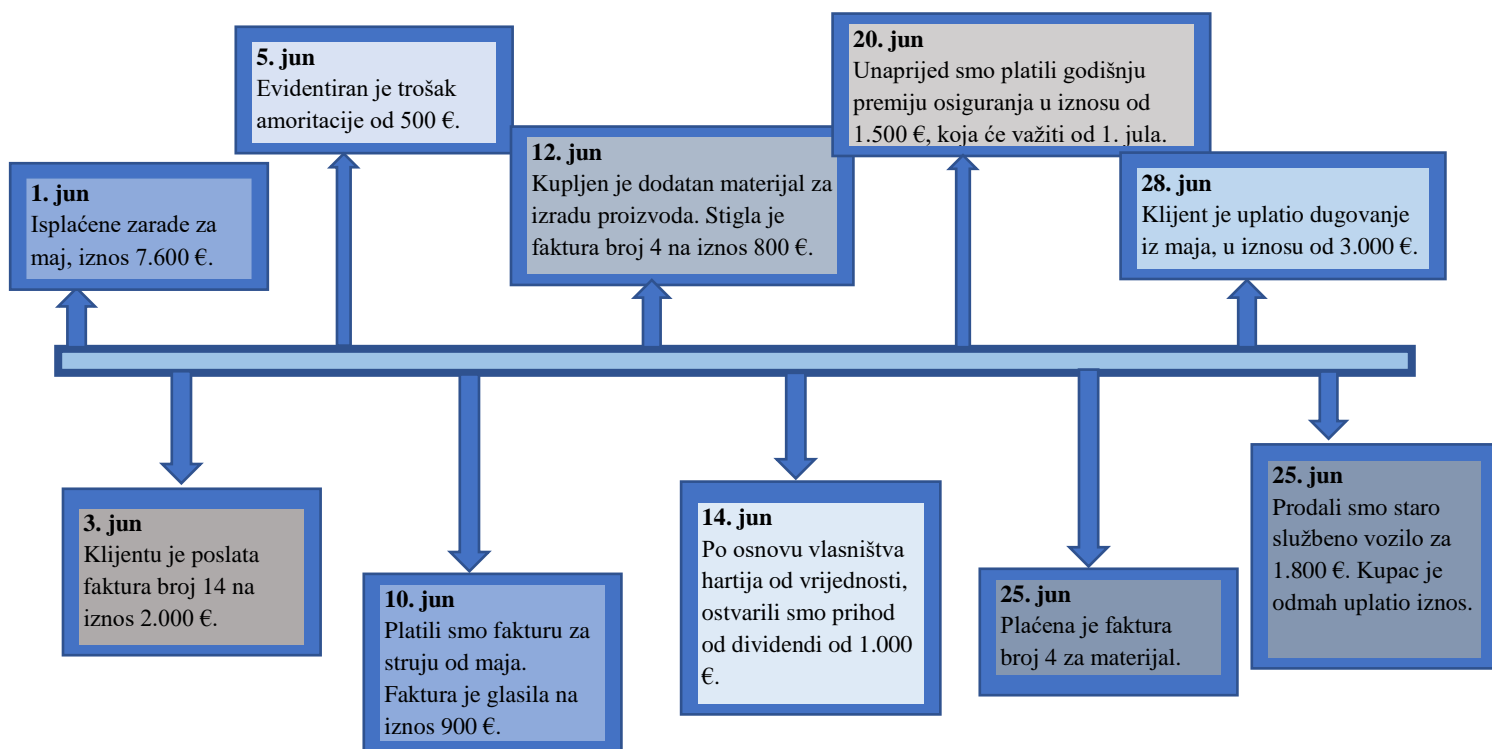 1. jun
Isplaćene zarade za
maj, iznos 7.600 €.
3. jun
Klijentu je poslata
faktura broj 14 na
iznos 2.000 €.
5. jun
Evidentiran je trošak
amoritacije od 500 €.
10. jun
Platili smo fakturu za
struju od maja.
Faktura je glasila na
iznos 900 €.
12. jun
Kupljen je dodatan materijal za
izradu proizvoda. Stigla je
faktura broj 4 na iznos 800 €.
14. jun
Po osnovu vlasništva
hartija od vrijednosti,
ostvarili smo prihod
od dividendi od 1.000
€.
20. jun
Unaprijed smo platili godišnju
premiju osiguranja u iznosu od
1.500 €, koja će važiti od 1. jula.
25. jun
Plaćena je faktura
broj 4 za materijal.
28. jun
Klijent je uplatio dugovanje
iz maja, u iznosu od 3.000 €.
25. jun
Prodali smo staro
službeno vozilo za
1.800 €. Kupac je
odmah uplatio iznos.